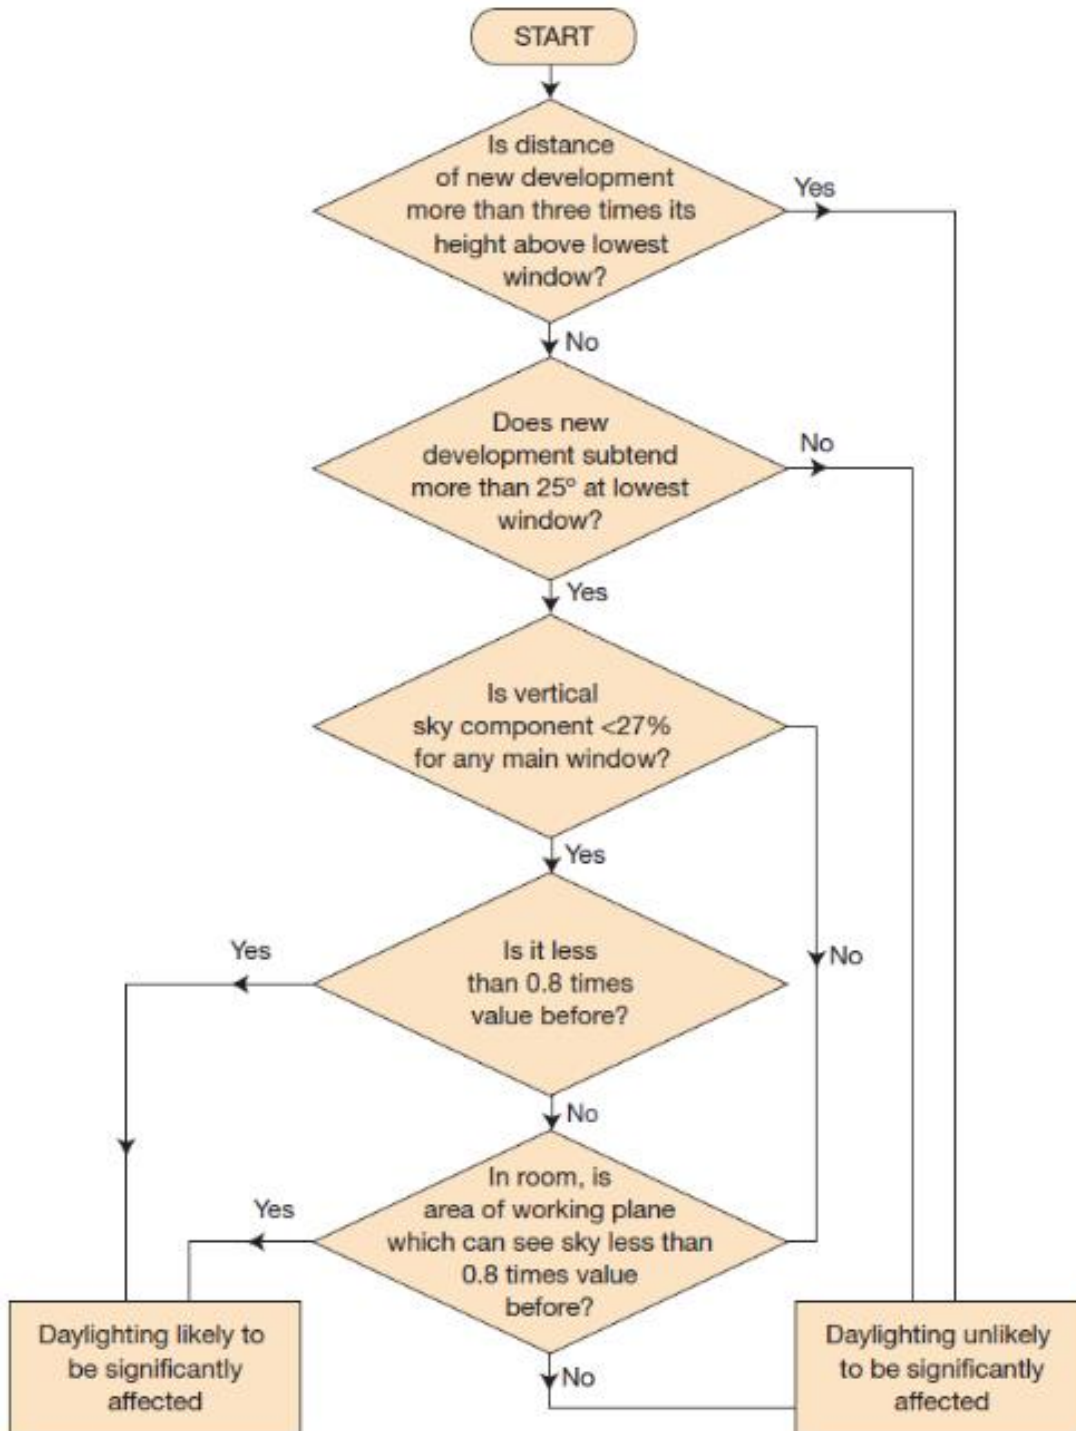 START
Is distance
of new development
more than three times its
height above lowest
window?
Yes
No
Does new
development subtend
more than 25º at lowest
window?
No
Yes
Is vertical
sky component <27%
for any main window?
Yes
No
Is it less
than 0.8 times
value before?
Yes
No
In room, is
area of working plane
which can see sky less than
0.8 times value
before?
Yes
No
Daylighting likely to
be significantly
affected
Daylighting unlikely
to be significantly
affected